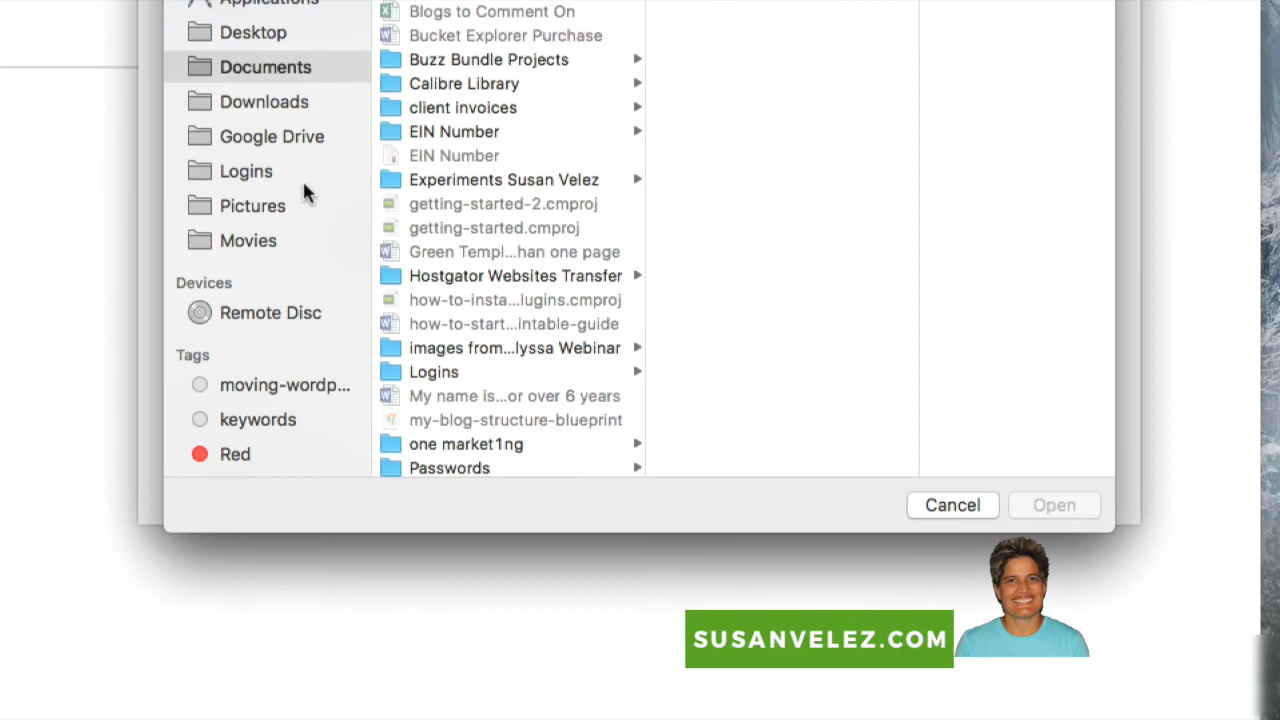 Applications
Desktop
Documents
Downloads
Google Drive
Logins
Pictures
Movies
Devices
Remote Disc
Tags
moving-wordp...
keywords
Red
Blogs to Comment On
Bucket Explorer Purchase
Buzz Bundle Projects
Calibre Library
client invoices
EIN Number
EIN Number
Experiments Susan Velez
getting-started-2.cmproj
getting-started.cmproj
Green Templ...han one page
Hostgator Websites Transfer
how-to-insta...lugins.cmproj
how-to-start...intable-guide
images from...lyssa Webinar
Logins
My name is...or over 6 years
my-blog-structure-blueprint
one market1ng
Passwords
Cancel
Open
SUSANVELEZ.COM